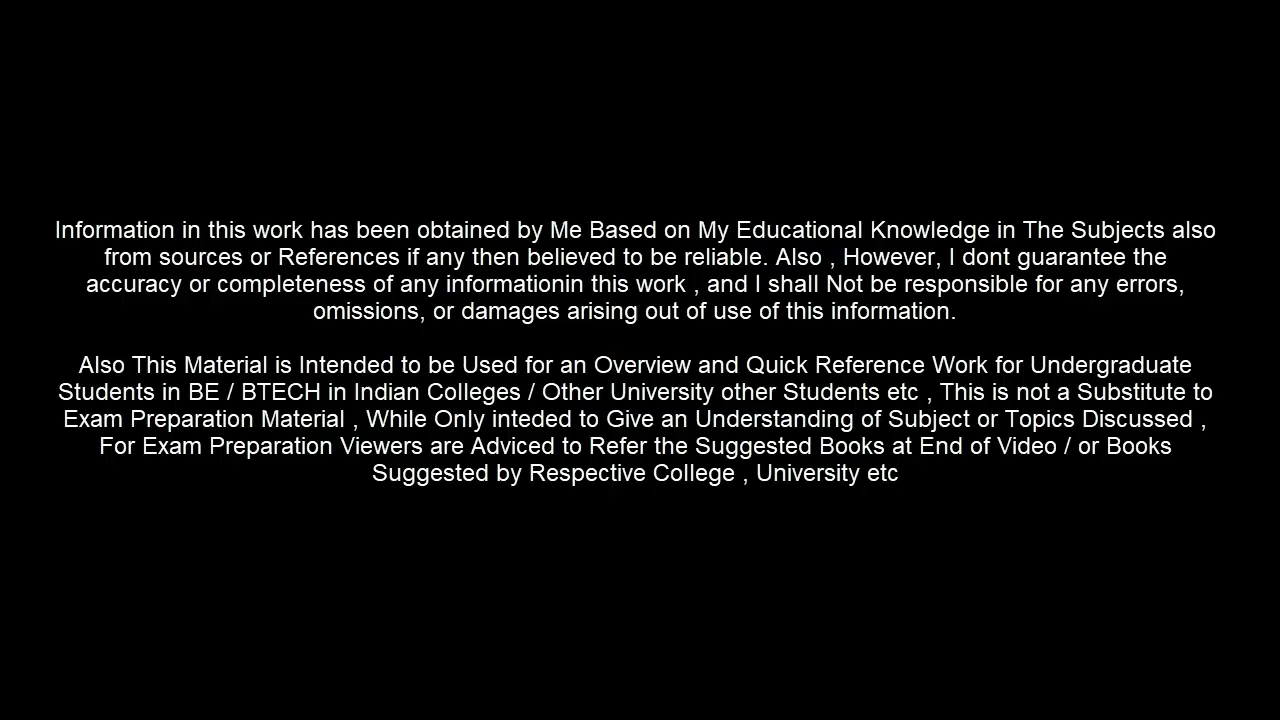 Information in this work has been obtained by Me Based on My Educational Knowledge in The Subjects also
from sources or References if any then believed to be reliable. Also , However, I dont guarantee the
accuracy or completeness of any informationin this work , and I shall Not be responsible for any errors,
omissions, or damages arising out of use of this information.
Also This Material is Intended to be Used for an Overview and Quick Reference Work for Undergraduate
Students in BE / BTECH in Indian Colleges / Other University other Students etc , This is not a Substitute to
Exam Preparation Material , While Only inteded to Give an Understanding of Subject or Topics Discussed ,
For Exam Preparation Viewers are Adviced to Refer the Suggested Books at End of Video / or Books
Suggested by Respective College , University etc